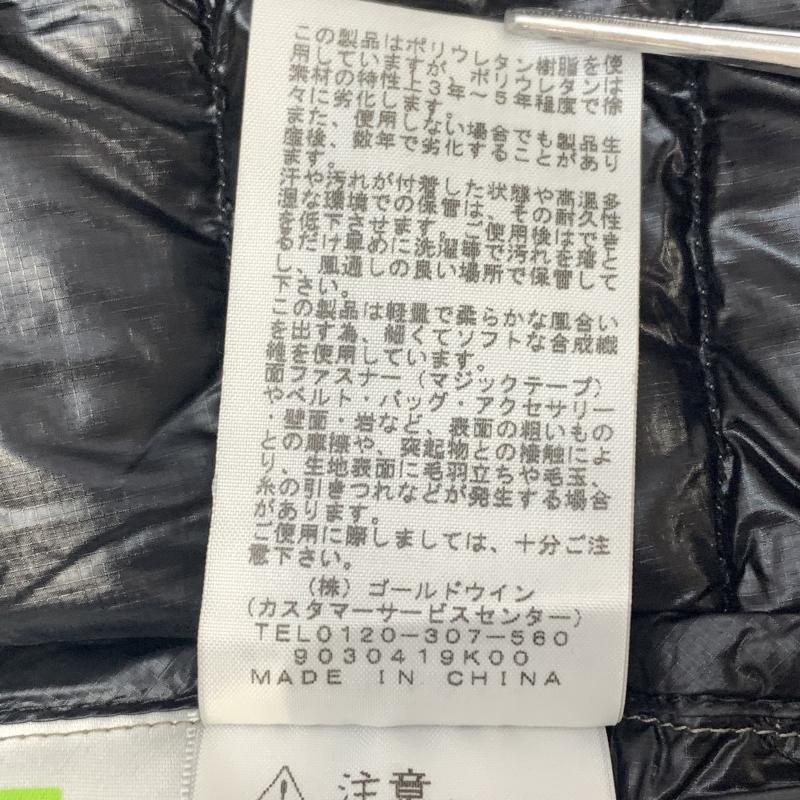 この製品はポリウレタン樹脂を使
用していますが、ポリウレタンは
素材の特性上3年~5年程度で徐
々に劣化します。
また、使用しない場合でも製品生
産後、数年で劣化することがあり
ます。
汗や汚れが付着した状態や高温多
湿な環境での保管は、その耐久性
を低下させます。ご使用後はできる
だけ早めに洗濯で汚れを落として
し、風通しの良い場所で保管して
下さい。
この製品は軽量で柔らかな風合い
を出す為、細くてソフトな合成繊
維を使用しています。
面ファスナー(マジックテープ)
やベルト・バッグ・アクセサリー
・壁面・岩など、表面の粗いもの
との摩擦や、突起物との接触によ
り、生地表面に毛羽立ちや毛玉、
糸の引きつれなどが発生する場合
があります。
ご使用に際しましては、十分ご注
意下さい。
(株)ゴールドウイン
(カスタマーサービスセンター)
TEL0120-307-560
9030419K00
MADE IN CHINA
注意